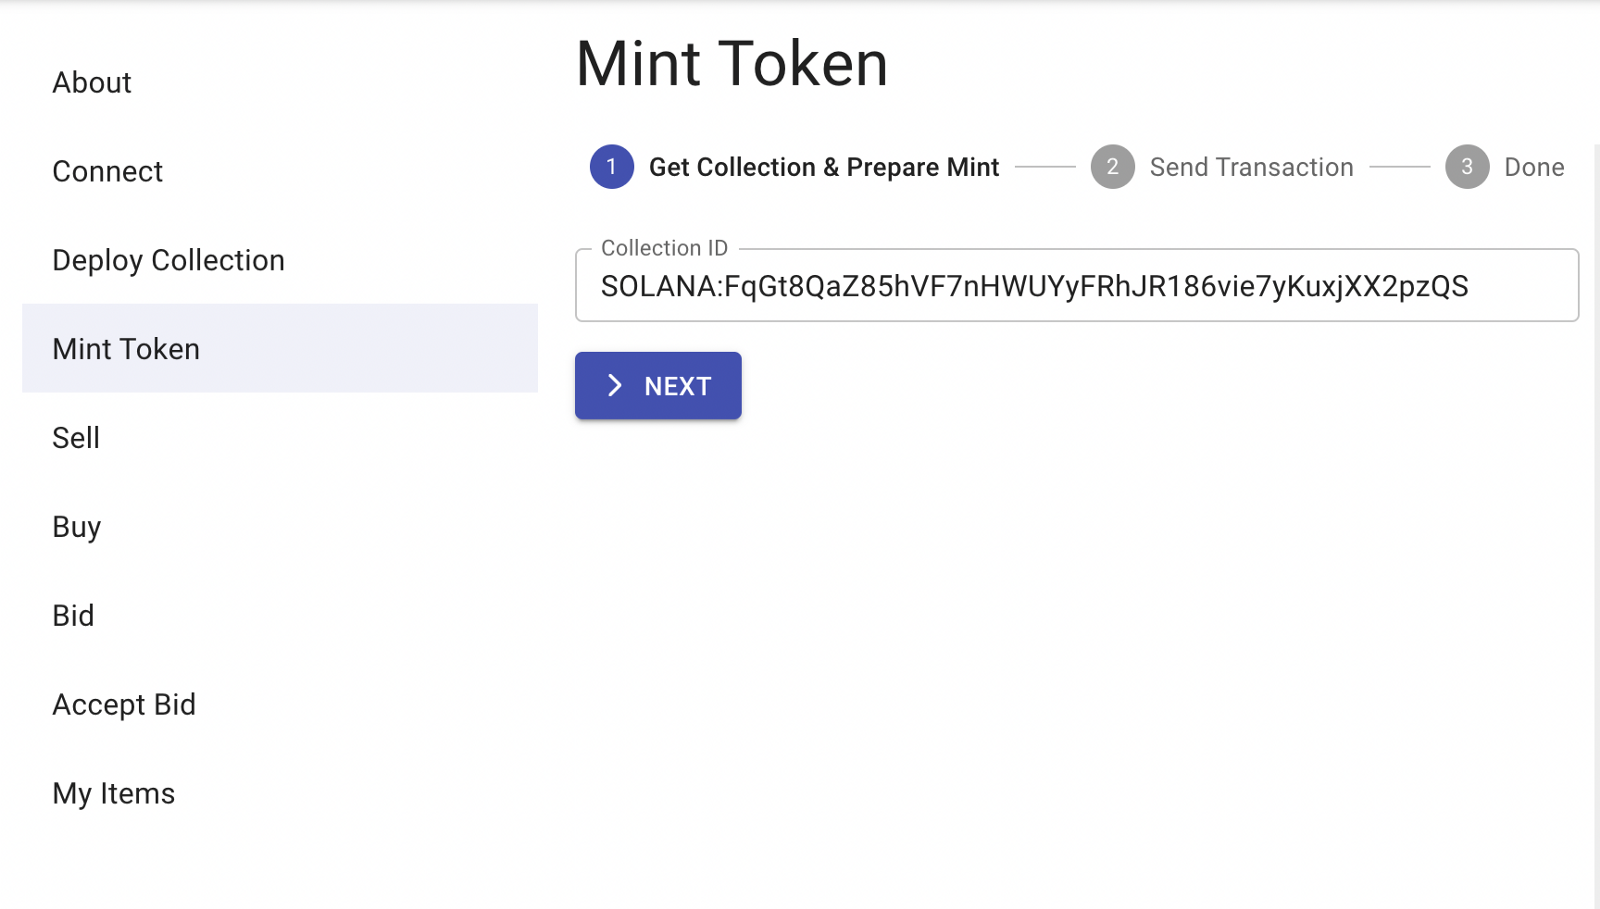 About
Connect
Deploy Collection
Mint Token
Sell
Buy
Bid
Accept Bid
My Items
Mint Token
1 Get Collection & Prepare Mint 2 Send Transaction 3 Done
Collection ID
SOLANA:FqGt8QaZ85hVF7nHWUYyFRhJR186vie7yKuxjXX2pzQS
NEXT